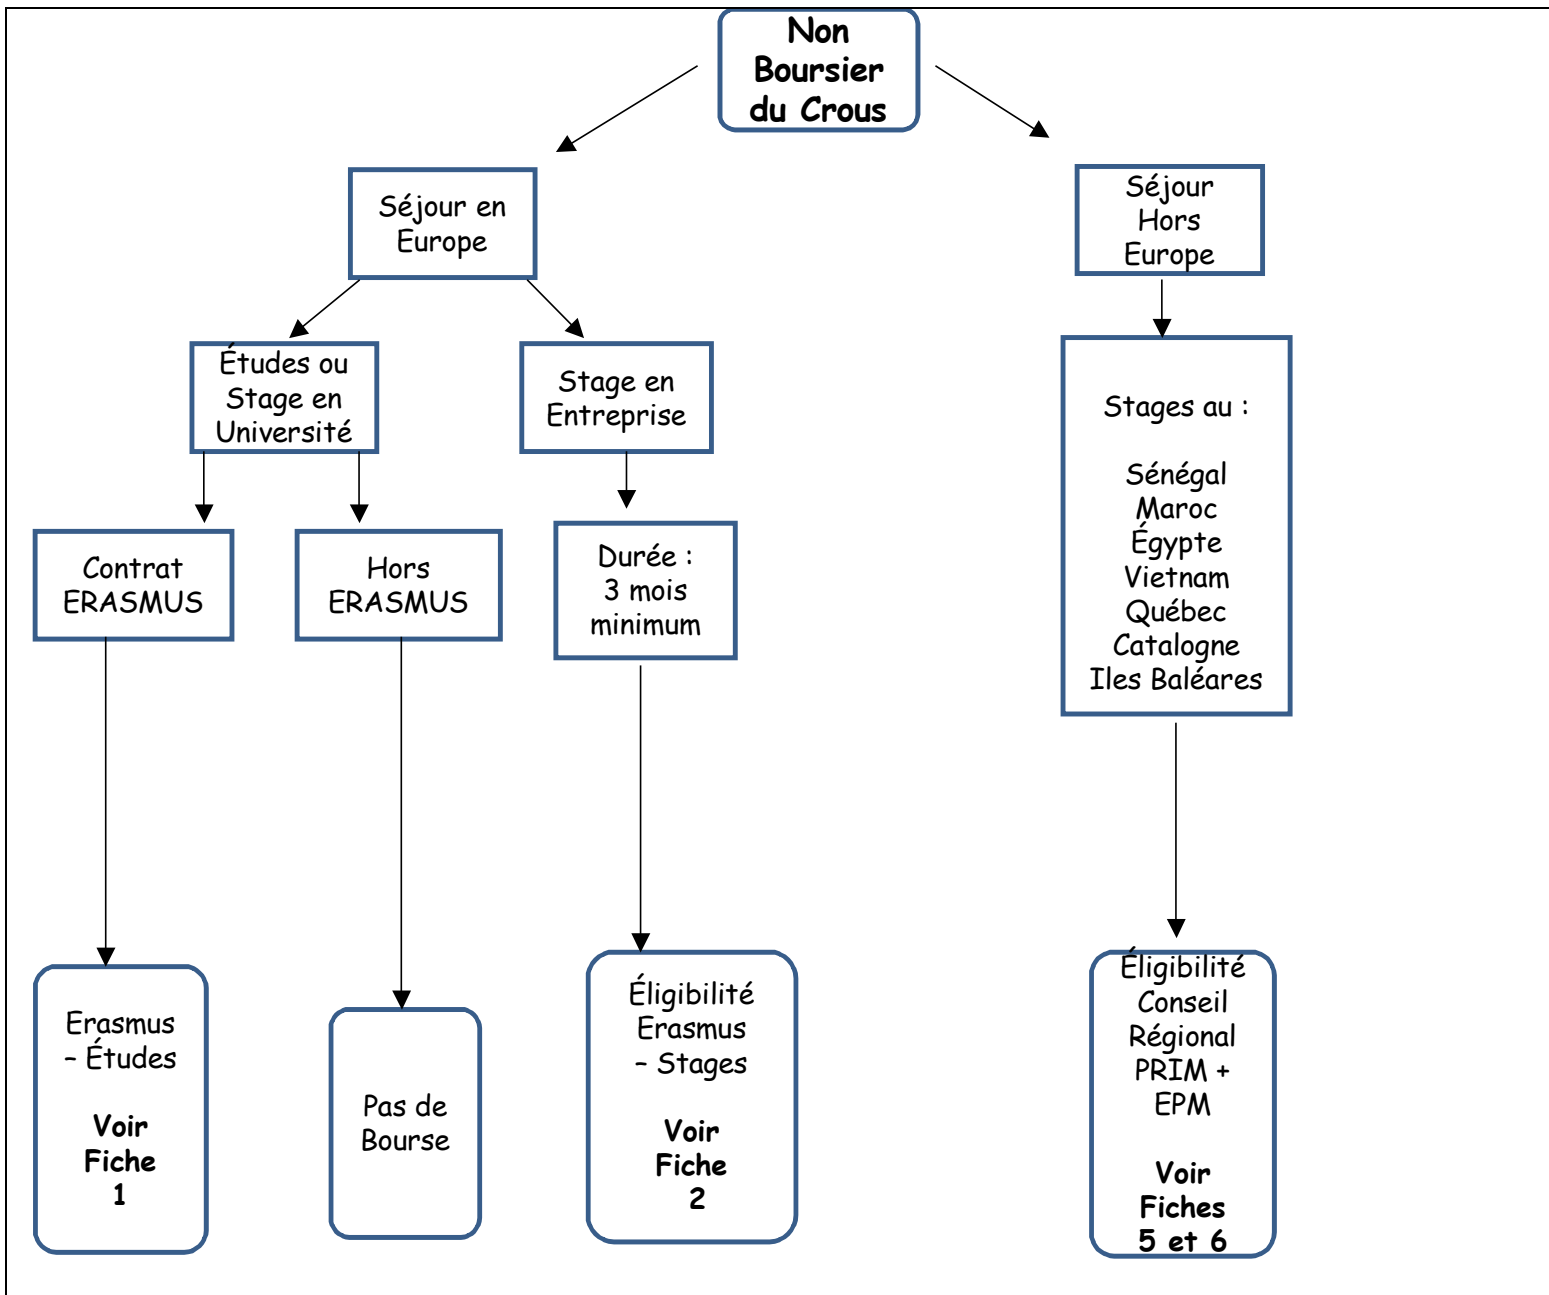 Non
Boursier
du Crous
Séjour en
Europe
Séjour
Hors
Europe
Études ou
Stage en
Université
Stage en
Entreprise
Stages au :
Sénégal
Maroc
Égypte
Vietnam
Québec
Catalogne
Iles Baléares
Contrat
ERASMUS
Hors
ERASMUS
Durée :
3 mois
minimum
Erasmus
– Études
Voir
Fiche
1
Pas de
Bourse
Éligibilité
Erasmus
– Stages
Voir
Fiche
2
Éligibilité
Conseil
Régional
PRIM +
EPM
Voir
Fiches
5 et 6